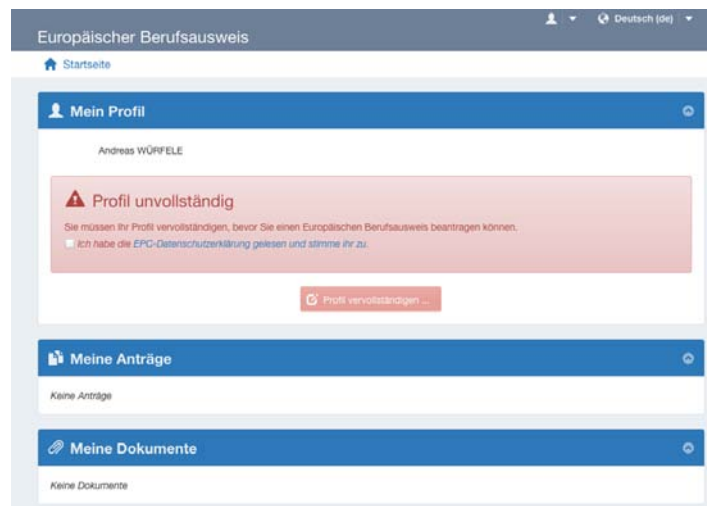 Deutsch (de)
Europäischer Berufsausweis
Startseite
Mein Profil
Andreas WÜRFELE
Profil unvollständig
Sie müssen Ihr Profil vervollständigen, bevor Sie einen Europäischen Berufsausweis beantragen können.
Ich habe die EPC-Datenschutzerklärung gelesen und stimme ihr zu.
Profil vervollständigen ...
Meine Anträge
Keine Anträge
Meine Dokumente
Keine Dokumente